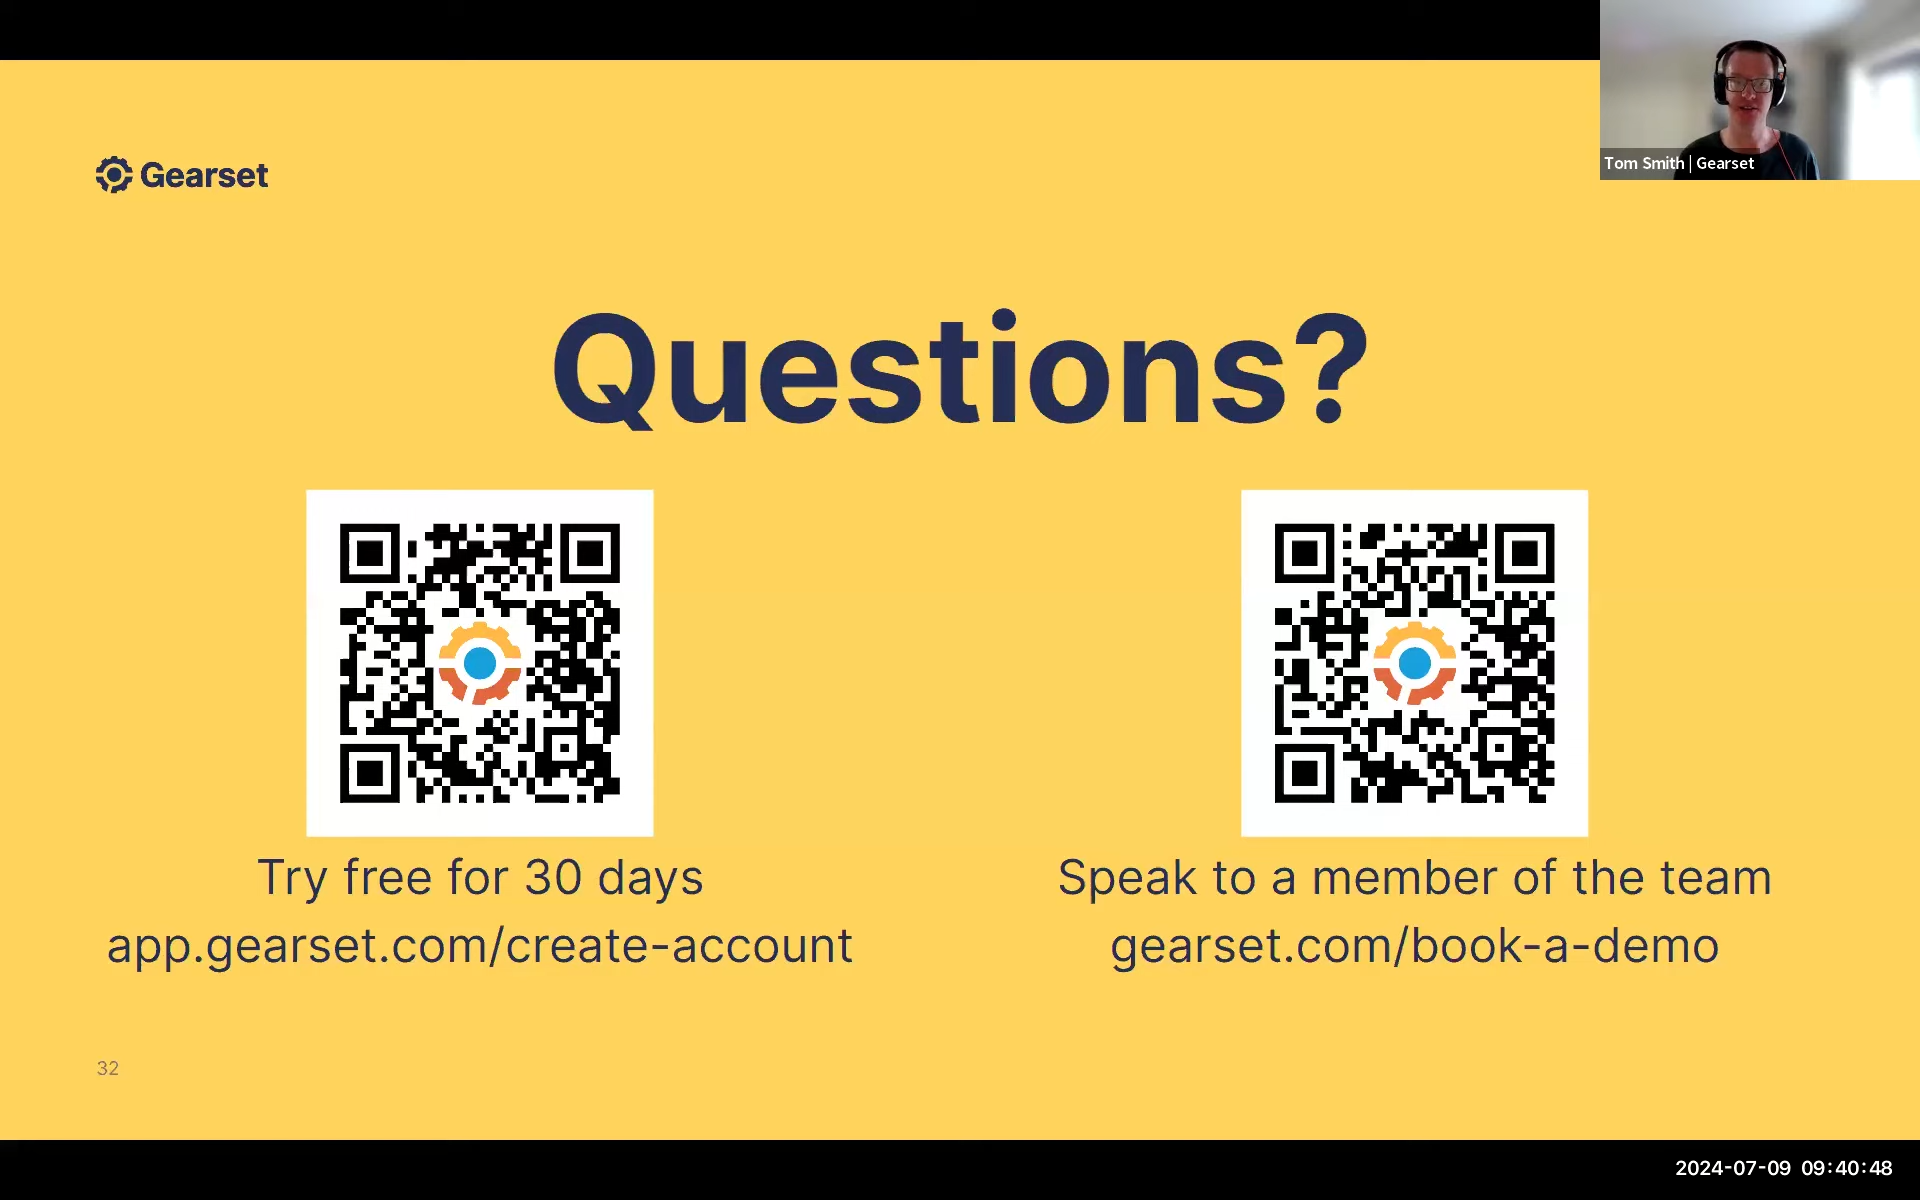 Gearset
Tom Smith | Gearset
Questions?
Try free for 30 days
app.gearset.com/create-account
Speak to a member of the team
gearset.com/book-a-demo
32
2024-07-09 09:40:48